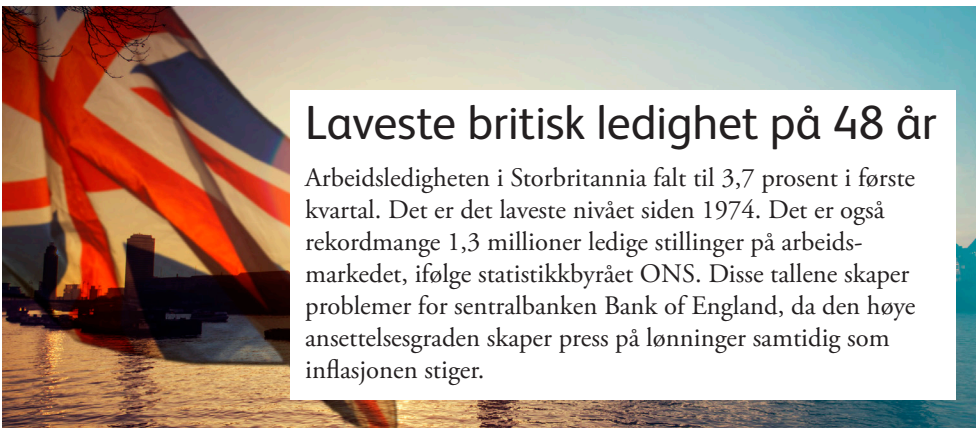 Laveste britisk ledighet på 48 år
Arbeidsledigheten i Storbritannia falt til 3,7 prosent i første
kvartal. Det er det laveste nivået siden 1974. Det er også
rekordmange 1,3 millioner ledige stillinger på arbeids-
markedet, ifølge statistikkbyrået ONS. Disse tallene skaper
problemer for sentralbanken Bank of England, da den høye
ansettelsesgraden skaper press på lønninger samtidig som
inflasjonen stiger.